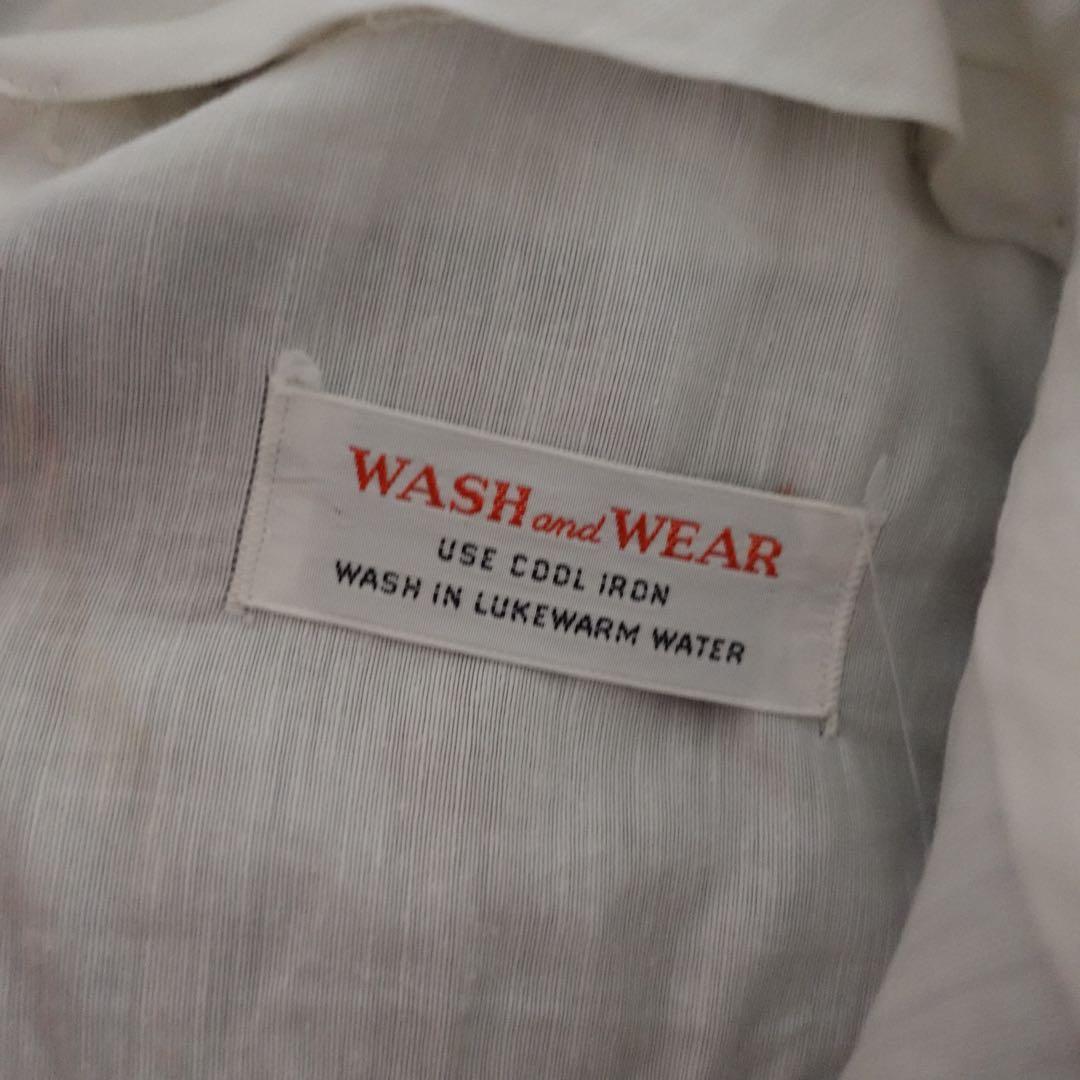 WASH and WEAR
USE COOL IRON
WASH IN LUKEWARM WATER